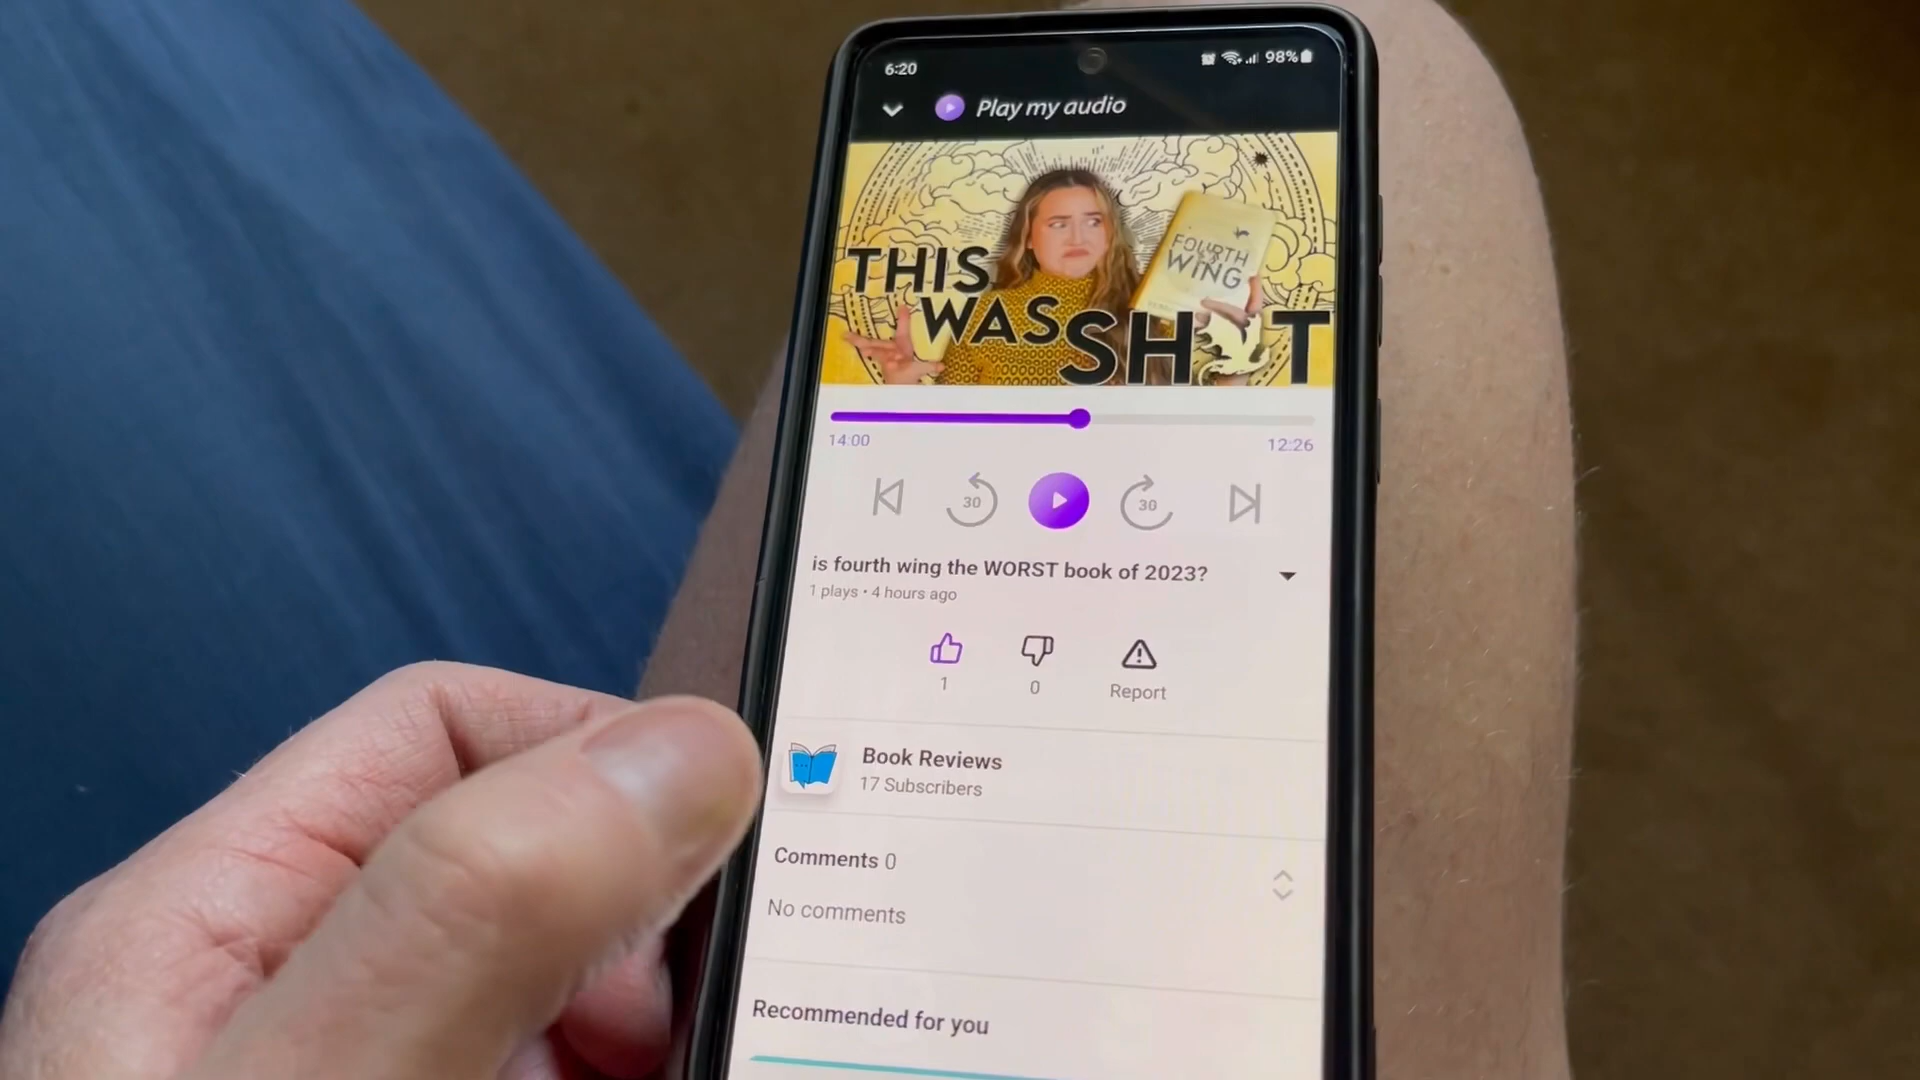 6:20
98%
Play my audio
THIS
WAS
SH T
FOURTH
WING
14:00
12:26
30
30
is fourth wing the WORST book of 2023?
1 plays • 4 hours ago
1
0
Report
Book Reviews
17 Subscribers
Comments 0
No comments
Recommended for you